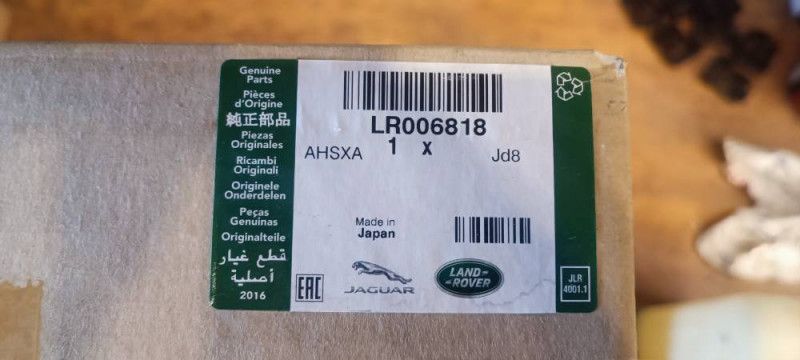 Genuine
Parts
Pièces
d'Origine
純正部品
Piezas
Originales
Ricambi
Originali
Originele
Onderdelen
Peças
Genuínas
Originalteile
قطع غيار
أصلية
2016
LR006818
1 x
AHSXA
Jd8
Made in
Japan
EAC
JAGUAR
LAND-
ROVER
JLR
4001.1